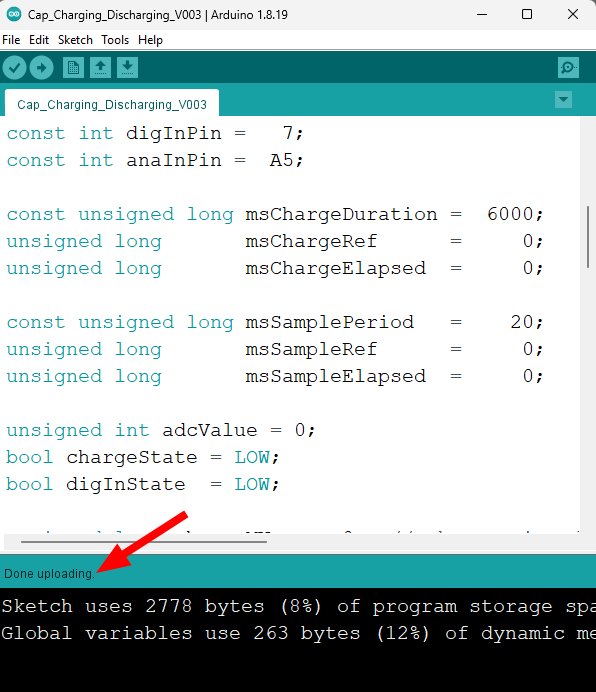 Cap_Charging_Discharging_V003 | Arduino 1.8.19
File Edit Sketch Tools Help
Cap_Charging_Discharging_V003
const int digInPin =   7;
const int anaInPin =  A5;
const unsigned long msChargeDuration =  6000;
unsigned long       msChargeRef      =     0;
unsigned long       msChargeElapsed  =     0;
const unsigned long msSamplePeriod   =    20;
unsigned long       msSampleRef      =     0;
unsigned long       msSampleElapsed  =     0;
unsigned int adcValue = 0;
bool chargeState = LOW;
bool digInState  = LOW;
Done uploading.
Sketch uses 2778 bytes (8%) of program storage spa
Global variables use 263 bytes (12%) of dynamic me